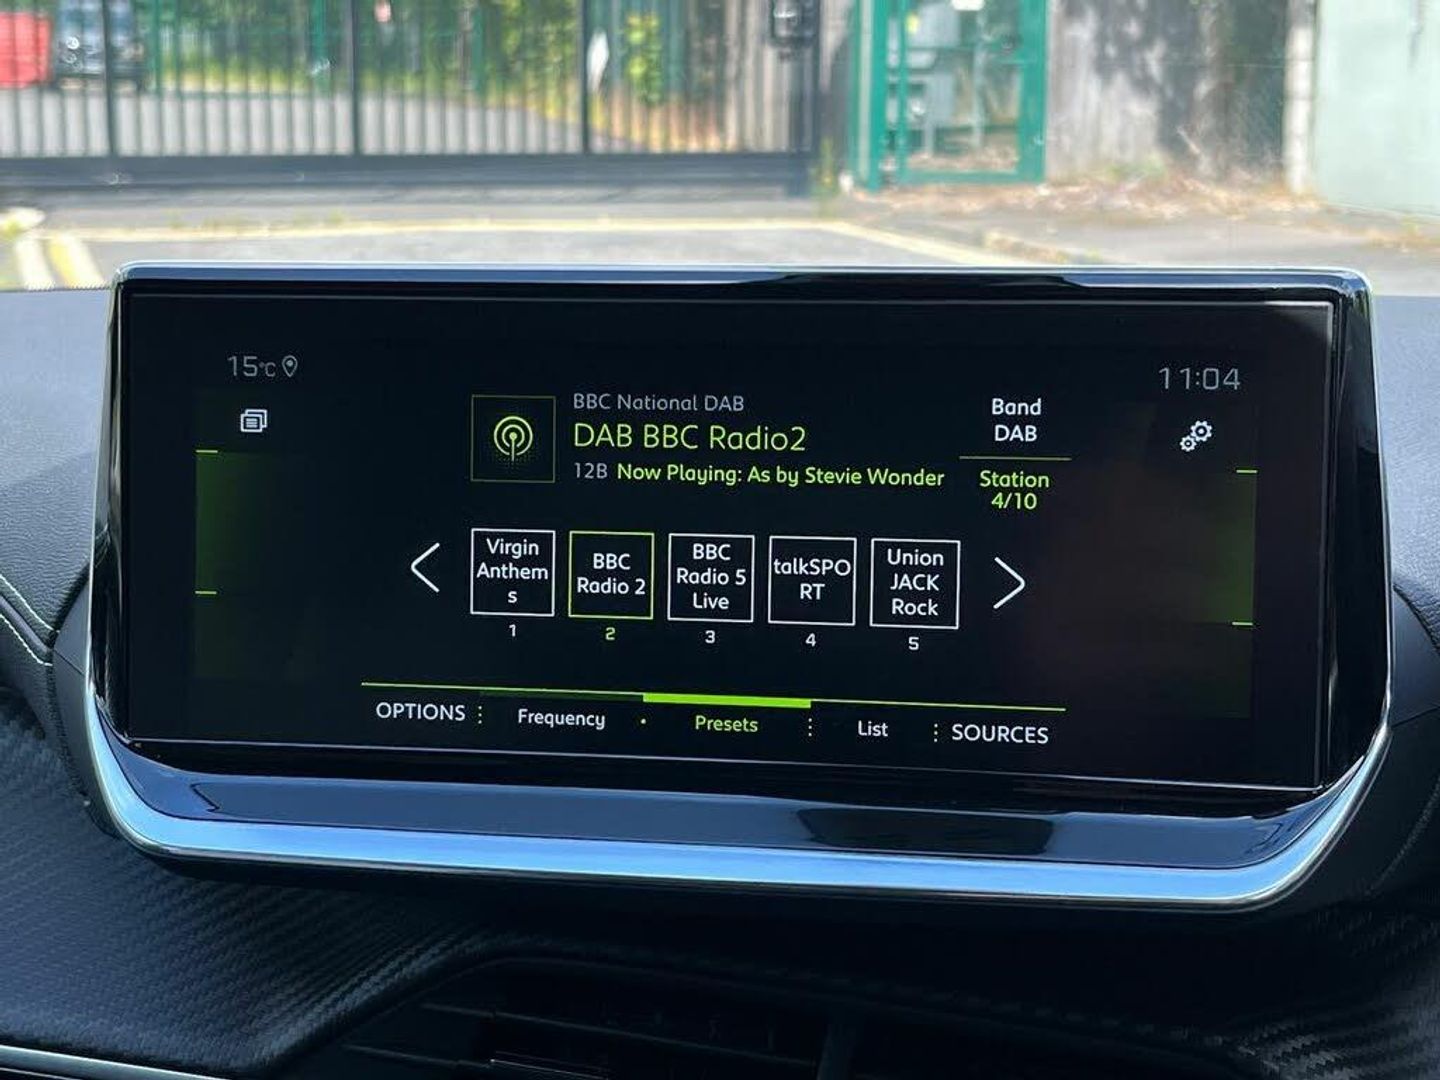 15°C
11:04
BBC National DAB
DAB BBC Radio2
12B Now Playing: As by Stevie Wonder
Band
DAB
Station
4/10
Virgin
Anthem
s
1
BBC
Radio 2
2
BBC
Radio 5
Live
3
talkSPO
RT
4
Union
JACK
Rock
5
OPTIONS
Frequency
Presets
List
SOURCES